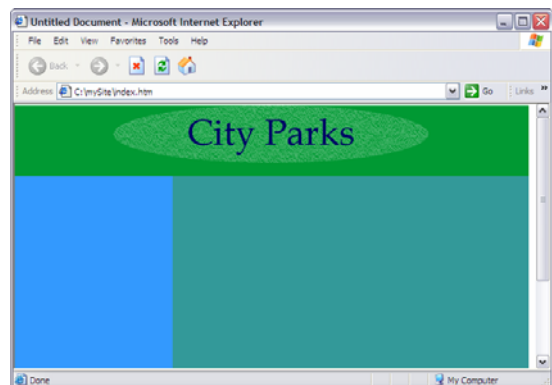 Untitled Document - Microsoft Internet Explorer
File Edit View Favorites Tools Help
Back
Address C:\mySite\index.htm Go Links »
City Parks
Done My Computer